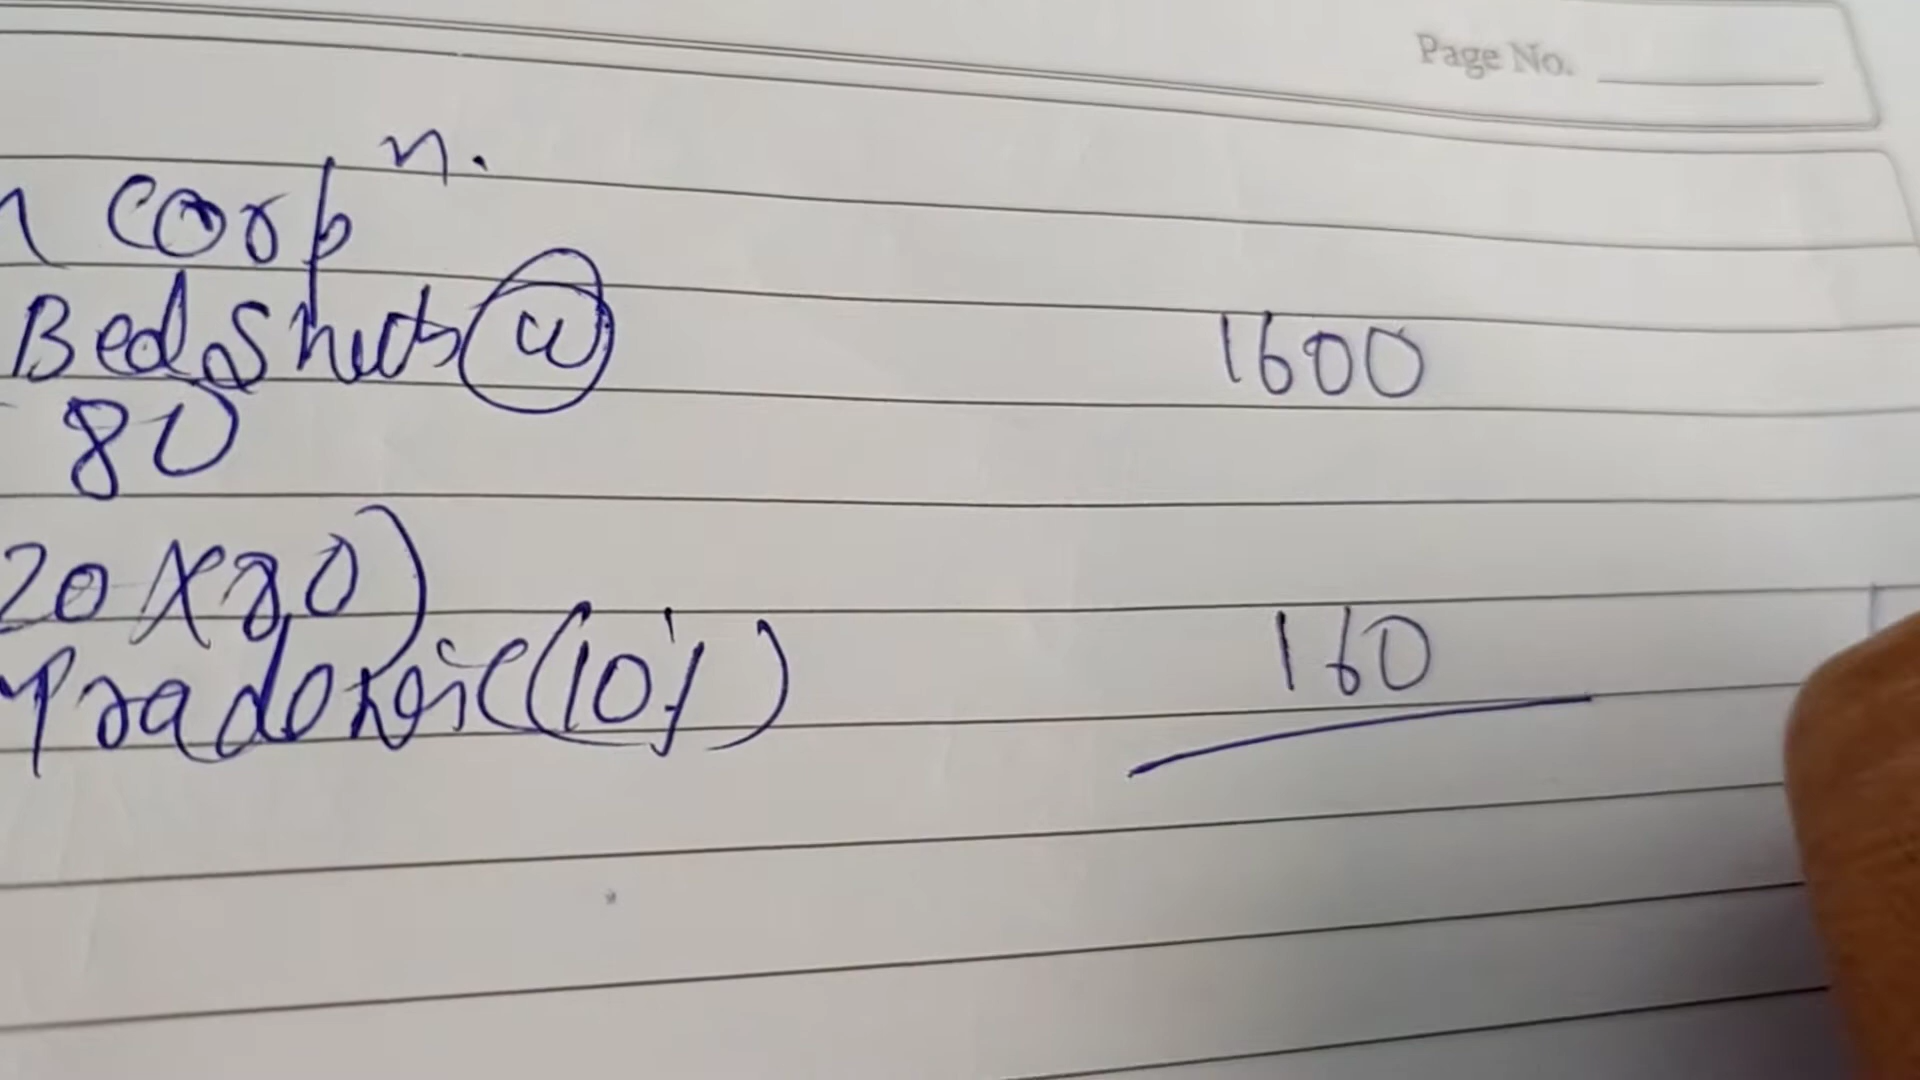 Page No.
n.
n corp
Bed Sheets @
80
1600
20 X 80)
Trade Disc (10%)
160